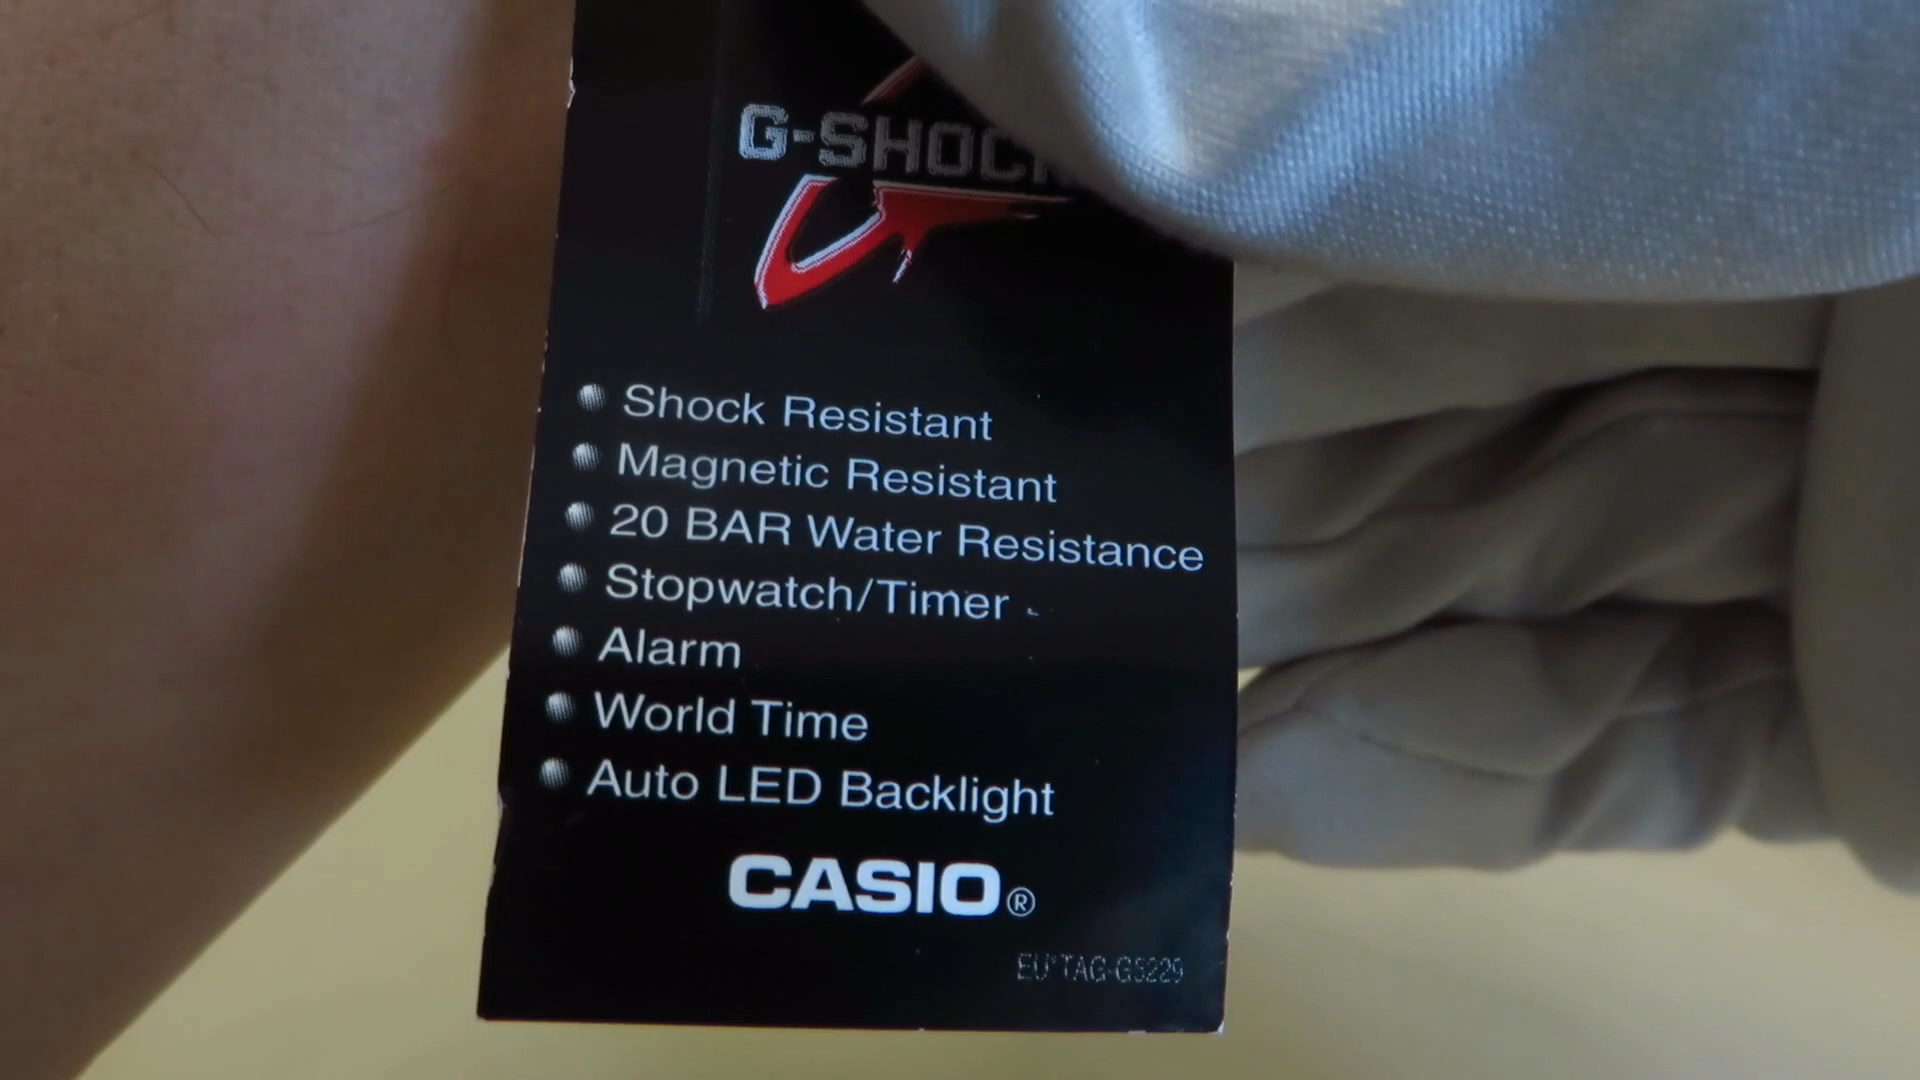 G-SHOCK
Shock Resistant
Magnetic Resistant
20 BAR Water Resistance
Stopwatch/Timer
Alarm
World Time
Auto LED Backlight
CASIO®
EU*TAG-G5229